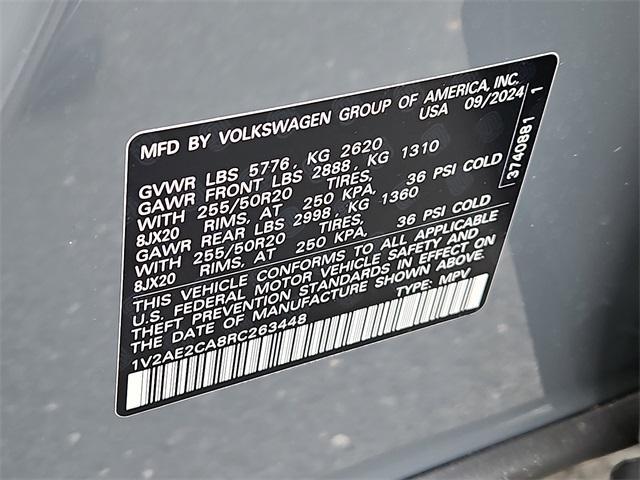 MFD BY VOLKSWAGEN GROUP OF AMERICA, INC.
USA 09/2024
GVWR LBS 5776, KG 2620
GAWR FRONT LBS 2888, KG 1310
WITH 255/50R20 TIRES, 36 PSI COLD
8JX20 RIMS, AT 250 KPA,
GAWR REAR LBS 2998, KG 1360
WITH 255/50R20 TIRES, 36 PSI COLD
8JX20 RIMS, AT 250 KPA,
THIS VEHICLE CONFORMS TO ALL APPLICABLE
U.S. FEDERAL MOTOR VEHICLE SAFETY AND
THEFT PREVENTION STANDARDS IN EFFECT ON
THE DATE OF MANUFACTURE SHOWN ABOVE.
1V2AE2CA8RC263448 TYPE: MPV
3740881 1